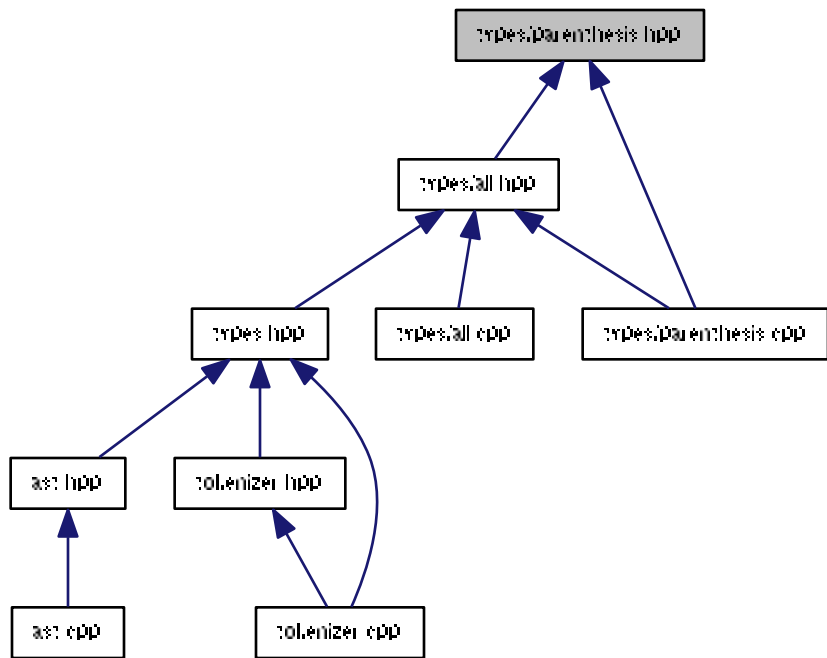 types/parenthesis.hpp
types/all.hpp
types.hpp
types/all.cpp
types/parenthesis.cpp
ast.hpp
tokenizer.hpp
ast.cpp
tokenizer.cpp